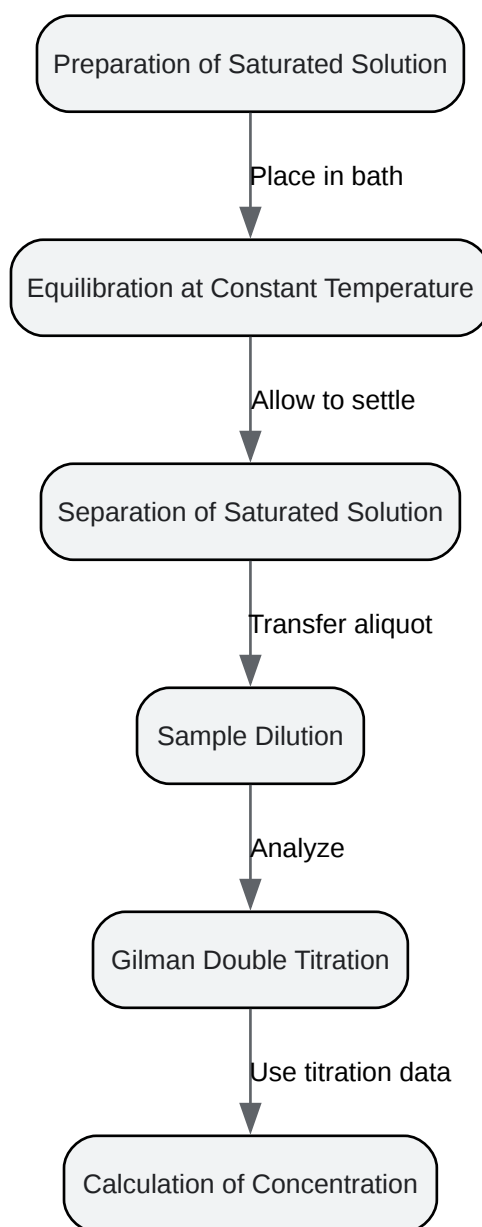 Preparation of Saturated Solution
Place in bath
Equilibration at Constant Temperature
Allow to settle
Separation of Saturated Solution
Transfer aliquot
Sample Dilution
Analyze
Gilman Double Titration
Use titration data
Calculation of Concentration